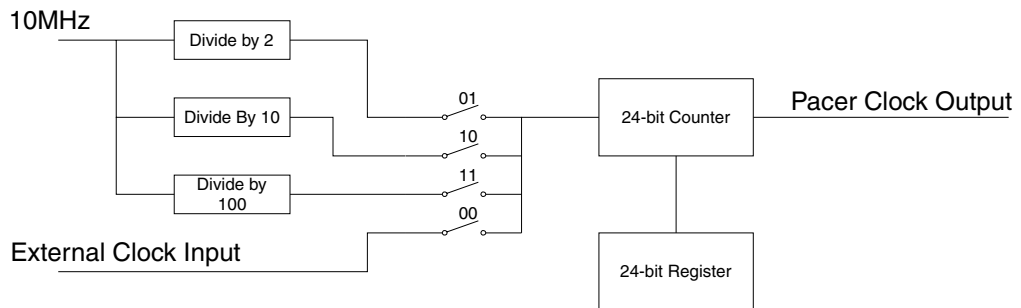 10MHz
Divide by 2
01
Pacer Clock Output
Divide By 10
24-bit Counter
10
Divide by
100
11
00
External Clock Input
24-bit Register